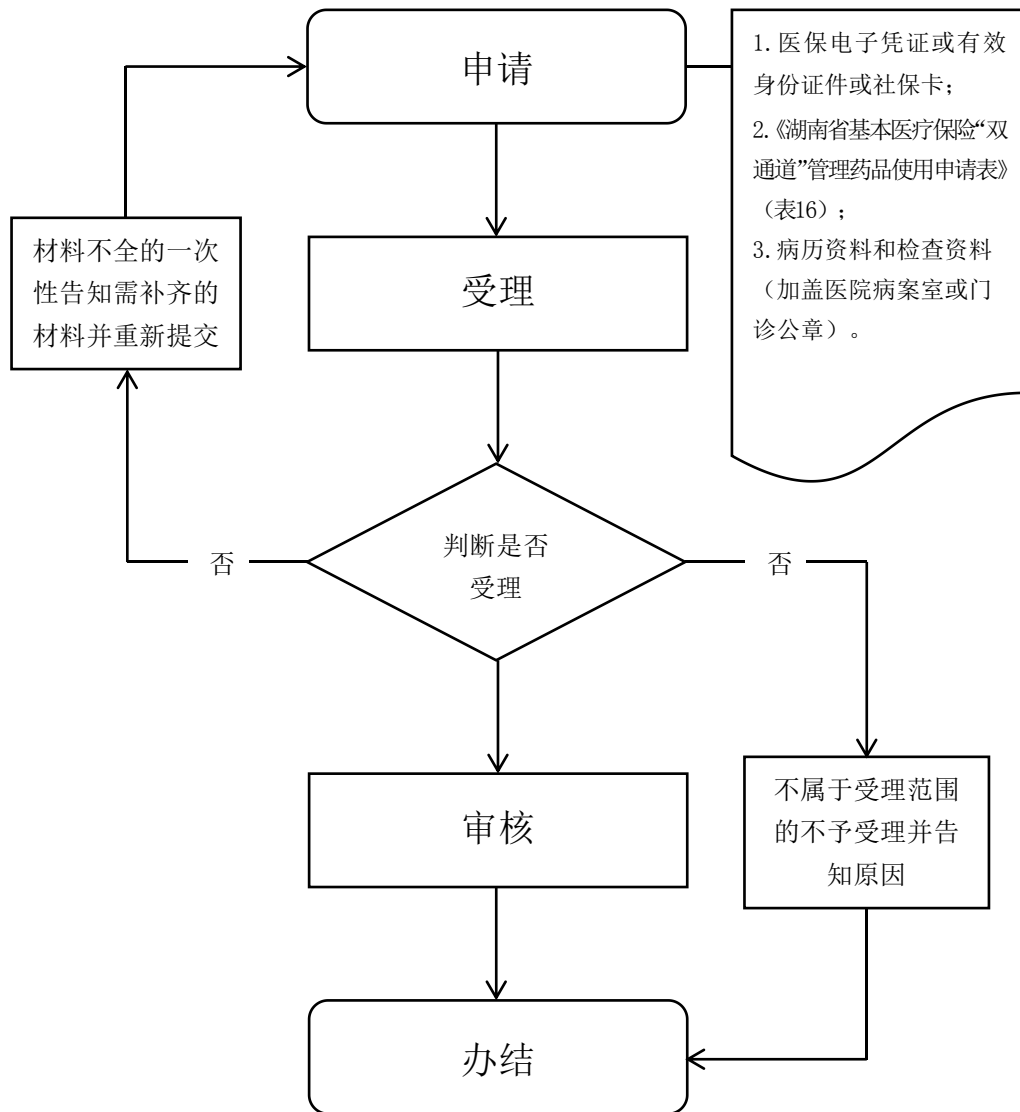 申请
1.医保电子凭证或有效
身份证件或社保卡；
2.《湖南省基本医疗保险“双
通道”管理药品使用申请表》
（表16）；
3.病历资料和检查资料
（加盖医院病案室或门
诊公章）。
材料不全的一次
性告知需补齐的
材料并重新提交
受理
判断是否
受理
否
否
审核
不属于受理范围
的不予受理并告
知原因
办结